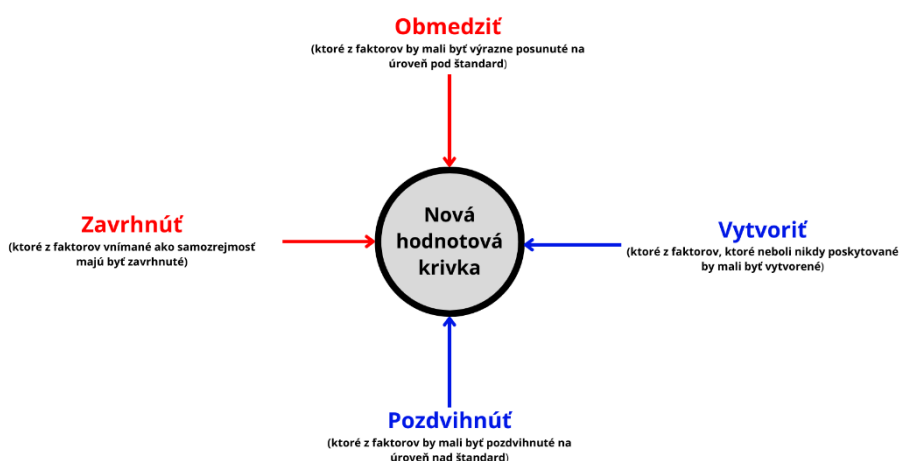 Obmedziť
(ktoré z faktorov by mali byť výrazne posunuté na
úroveň pod štandard)
Zavrhnúť
(ktoré z faktorov vnímané ako samozrejmosť
majú byť zavrhnuté)
Nová
hodnotová
krivka
Vytvoriť
(ktoré z faktorov, ktoré neboli nikdy poskytované
by mali byť vytvorené)
Pozdvihnúť
(ktoré z faktorov by mali byť pozdvihnuté na
úroveň nad štandard)